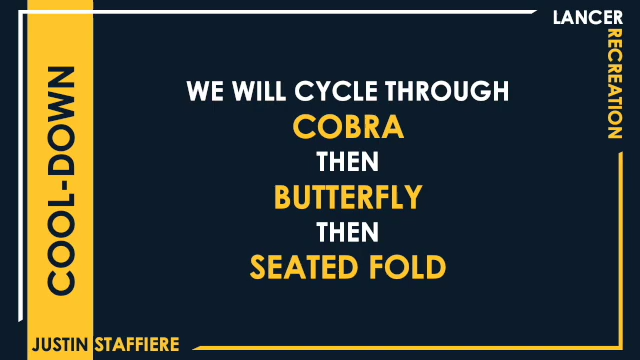 LANCER
RECREATION
COOL-DOWN
WE WILL CYCLE THROUGH
COBRA
THEN
BUTTERFLY
THEN
SEATED FOLD
JUSTIN STAFFIERE